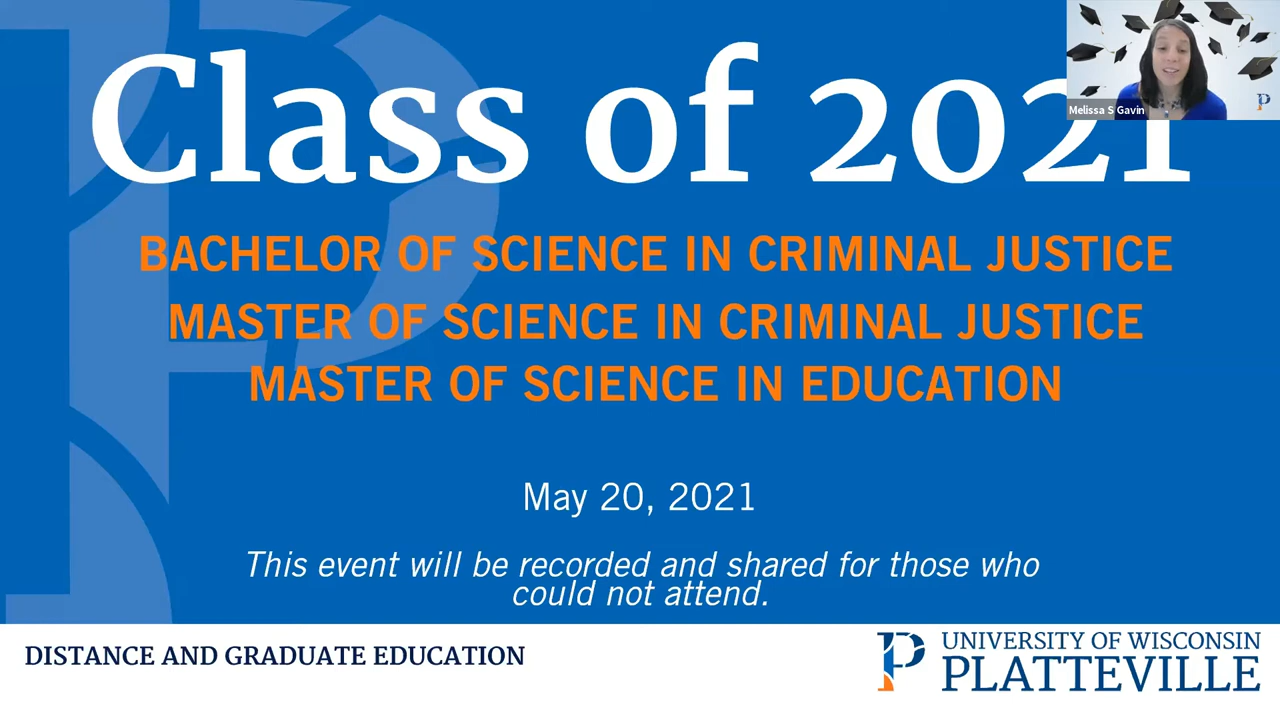 Class of 2021
Melissa S Gavin
BACHELOR OF SCIENCE IN CRIMINAL JUSTICE
MASTER OF SCIENCE IN CRIMINAL JUSTICE
MASTER OF SCIENCE IN EDUCATION
May 20, 2021
This event will be recorded and shared for those who
could not attend.
DISTANCE AND GRADUATE EDUCATION
UNIVERSITY OF WISCONSIN
PLATTEVILLE